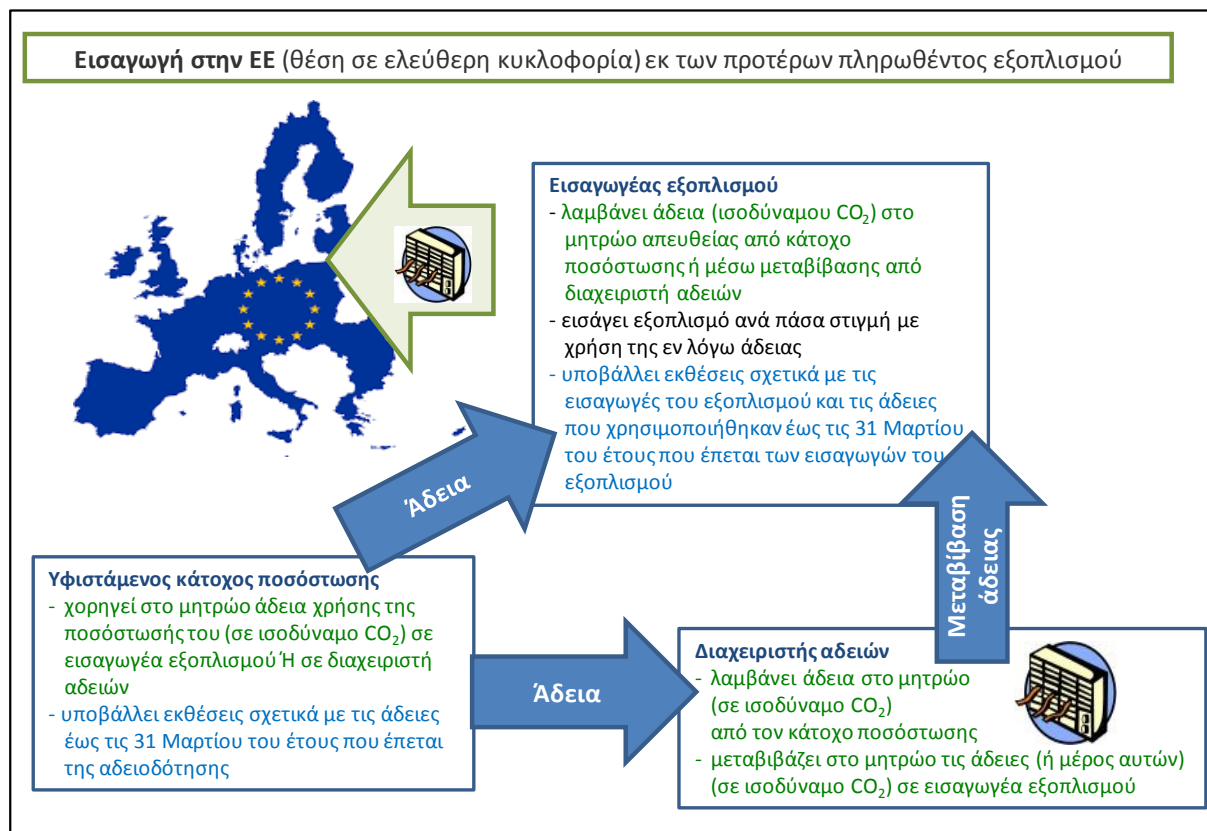 Εισαγωγή στην ΕΕ (θέση σε ελεύθερη κυκλοφορία) εκ των προτέρων πληρωθέντος εξοπλισμού
Εισαγωγέας εξοπλισμού
- λαμβάνει άδεια (ισοδύναμου CO₂) στο
μητρώο απευθείας από κάτοχο
ποσόστωσης ή μέσω μεταβίβασης από
διαχειριστή αδειών
- εισάγει εξοπλισμό ανά πάσα στιγμή με
χρήση της εν λόγω άδειας
- υποβάλλει εκθέσεις σχετικά με τις
εισαγωγές του εξοπλισμού και τις άδειες
που χρησιμοποιήθηκαν έως τις 31 Μαρτίου
του έτους που έπεται των εισαγωγών του
εξοπλισμού
Άδεια
Μεταβίβαση
άδειας
Υφιστάμενος κάτοχος ποσόστωσης
- χορηγεί στο μητρώο άδεια χρήσης της
ποσόστωσής του (σε ισοδύναμο CO₂) σε
εισαγωγέα εξοπλισμού Ή σε διαχειριστή
αδειών
- υποβάλλει εκθέσεις σχετικά με τις άδειες
έως τις 31 Μαρτίου του έτους που έπεται
της αδειοδότησης
Άδεια
Διαχειριστής αδειών
- λαμβάνει άδεια στο μητρώο
(σε ισοδύναμο CO₂)
από τον κάτοχο ποσόστωσης
- μεταβιβάζει στο μητρώο τις άδειες (ή μέρος αυτών)
(σε ισοδύναμο CO₂) σε εισαγωγέα εξοπλισμού